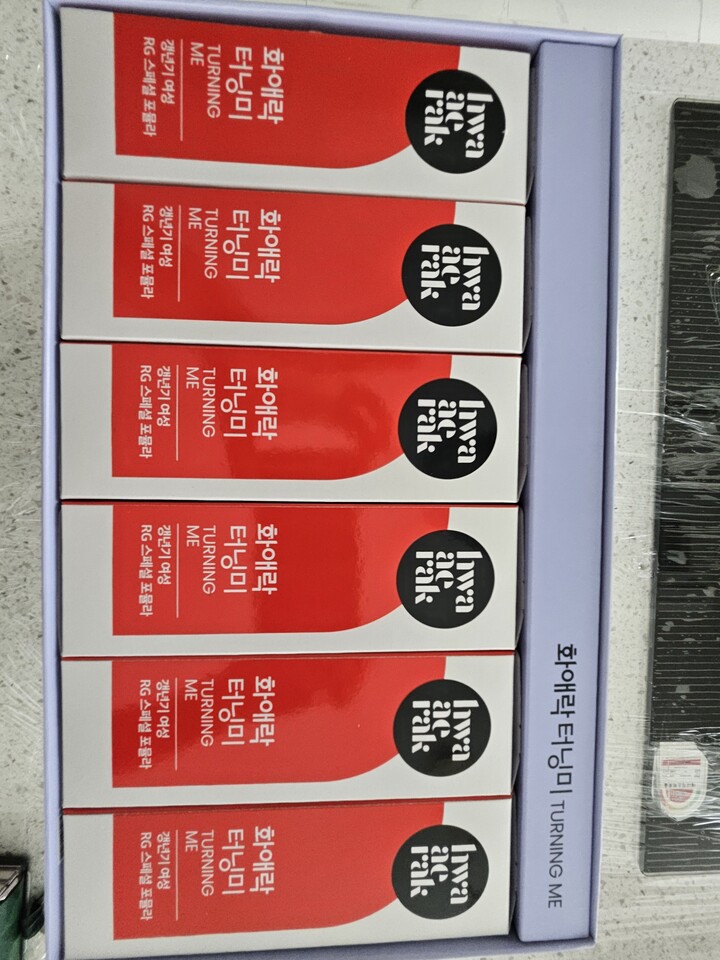 hwa
ae
rak
화애락
터닝미
TURNING
ME
갱년기 여성
RG 스페셜 포뮬라
hwa
ae
rak
화애락
터닝미
TURNING
ME
갱년기 여성
RG 스페셜 포뮬라
hwa
ae
rak
화애락
터닝미
TURNING
ME
갱년기 여성
RG 스페셜 포뮬라
hwa
ae
rak
화애락
터닝미
TURNING
ME
갱년기 여성
RG 스페셜 포뮬라
hwa
ae
rak
화애락
터닝미
TURNING
ME
갱년기 여성
RG 스페셜 포뮬라
hwa
ae
rak
화애락
터닝미
TURNING
ME
갱년기 여성
RG 스페셜 포뮬라
화애락 터닝미 TURNING ME